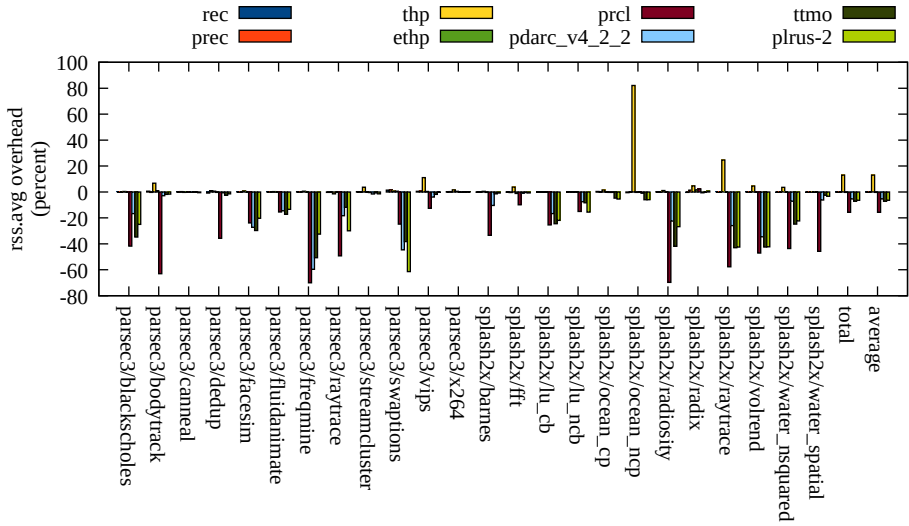 rec thp prcl ttmo
prec ethp pdarc_v4_2_2 plrus-2
rss.avg overhead
(percent)
100
80
60
40
20
0
-20
-40
-60
-80
parsec3/blackscholes
parsec3/bodytrack
parsec3/canneal
parsec3/dedup
parsec3/facesim
parsec3/fluidanimate
parsec3/freqmine
parsec3/raytrace
parsec3/streamcluster
parsec3/swaptions
parsec3/vips
parsec3/x264
splash2x/barnes
splash2x/fft
splash2x/lu_cb
splash2x/lu_ncb
splash2x/ocean_cp
splash2x/ocean_ncp
splash2x/radiosity
splash2x/radix
splash2x/raytrace
splash2x/volrend
splash2x/water_nsquared
splash2x/water_spatial
total
average